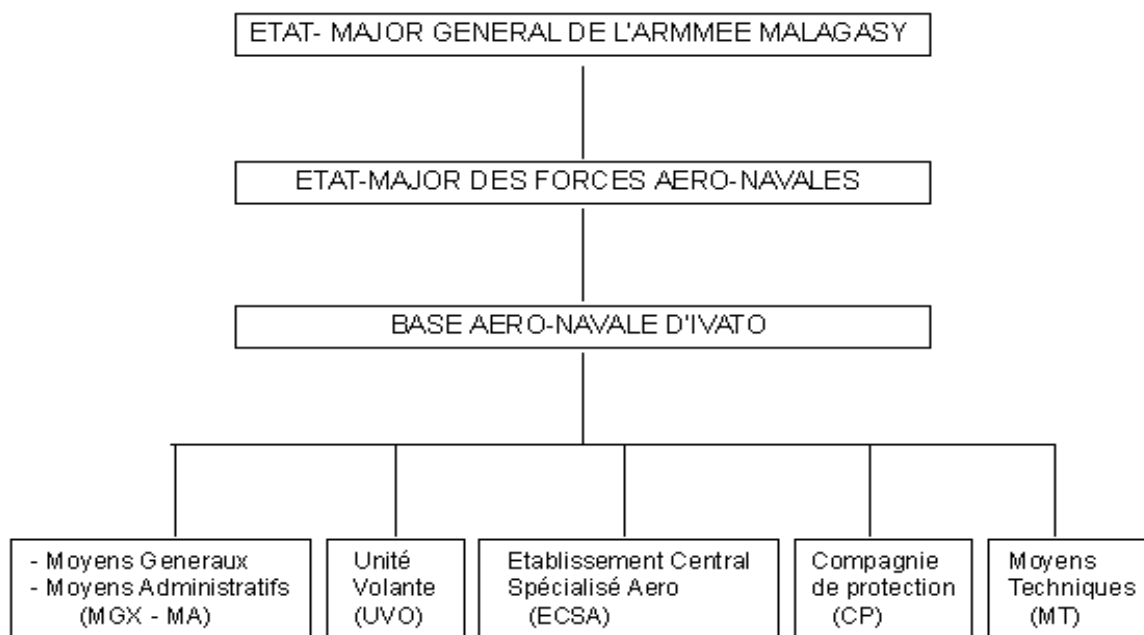 ETAT- MAJOR GENERAL DE L'ARMMEE MALAGASY
ETAT-MAJOR DES FORCES AERO-NAVALES
BASE AERO-NAVALE D'IVATO
- Moyens Generaux
- Moyens Administratifs
(MGX - MA)
Unité
Volante
(UVO)
Etablissement Central
Spécialisé Aero
(ECSA)
Compagnie
de protection
(CP)
Moyens
Techniques
(MT)